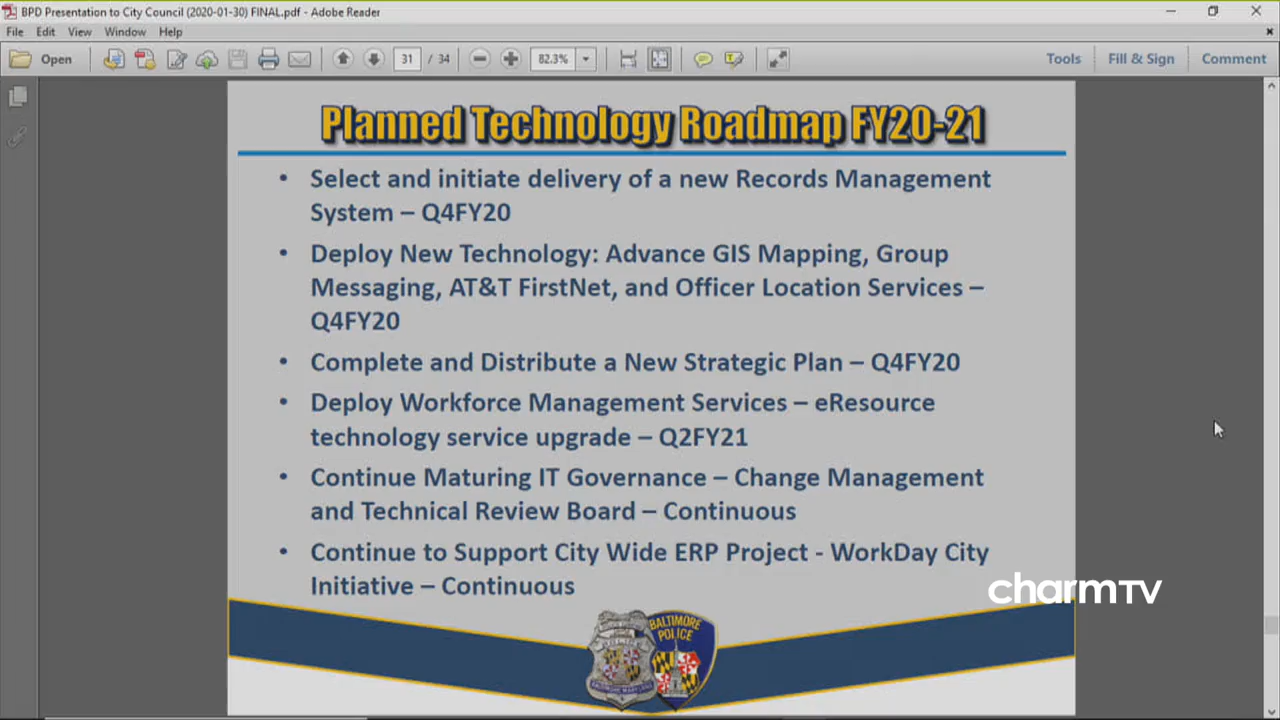 BPD Presentation to City Council (2020-01-30) FINAL.pdf - Adobe Reader
File Edit View Window Help
Open 31 / 34 82.3% Tools Fill & Sign Comment
Planned Technology Roadmap FY20-21
• Select and initiate delivery of a new Records Management
System – Q4FY20
• Deploy New Technology: Advance GIS Mapping, Group
Messaging, AT&T FirstNet, and Officer Location Services –
Q4FY20
• Complete and Distribute a New Strategic Plan – Q4FY20
• Deploy Workforce Management Services – eResource
technology service upgrade – Q2FY21
• Continue Maturing IT Governance – Change Management
and Technical Review Board – Continuous
• Continue to Support City Wide ERP Project - WorkDay City
Initiative – Continuous
charmTV
BALTIMORE
POLICE